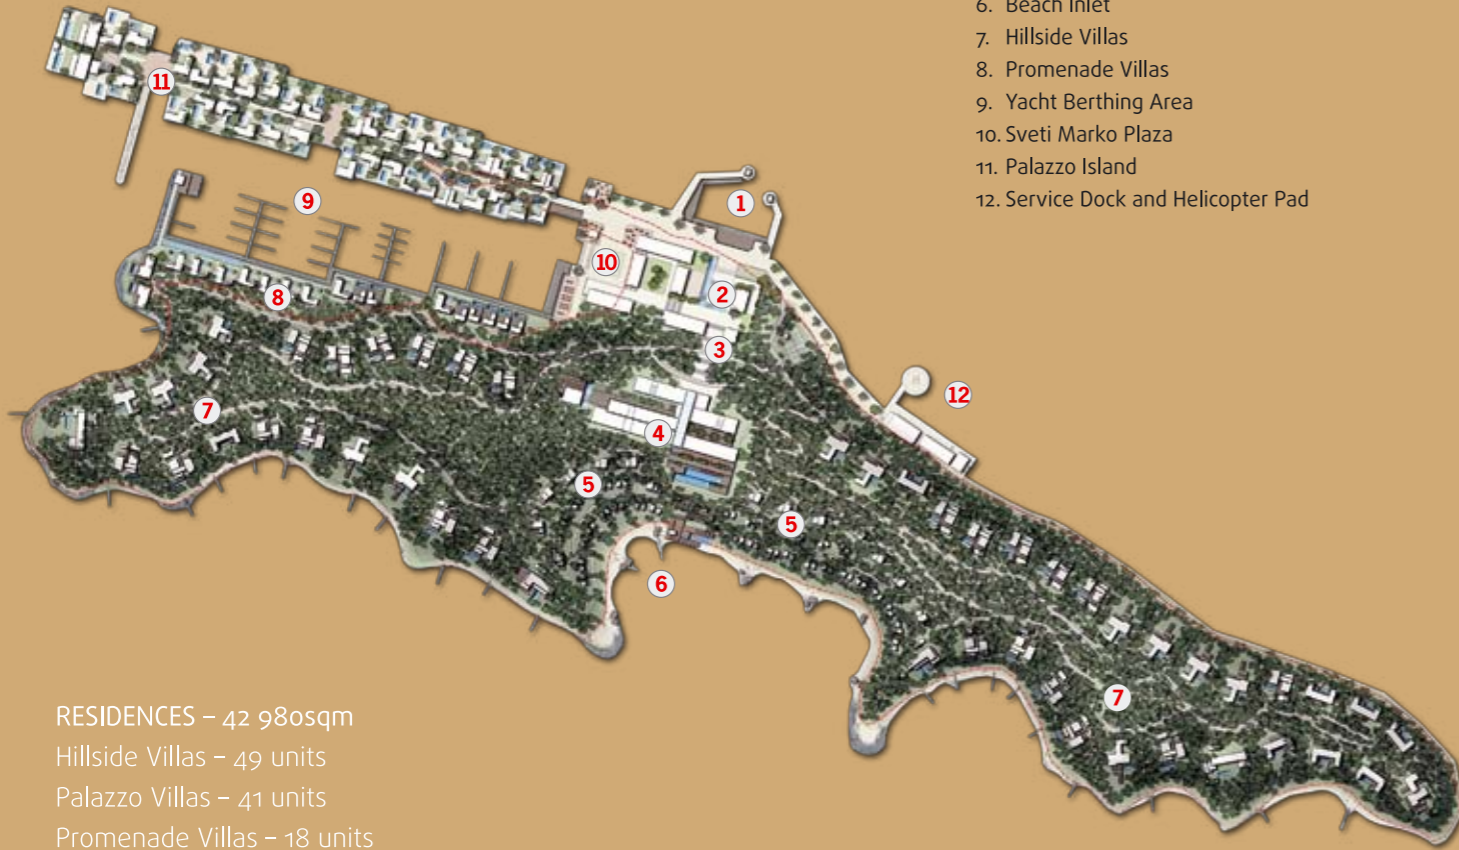 6. Beach Inlet
7. Hillside Villas
8. Promenade Villas
9. Yacht Berthing Area
10. Sveti Marko Plaza
11. Palazzo Island
12. Service Dock and Helicopter Pad
11
9
1
10
2
8
3
12
7
4
5
5
6
7
RESIDENCES – 42 980sqm
Hillside Villas – 49 units
Palazzo Villas – 41 units
Promenade Villas – 18 units